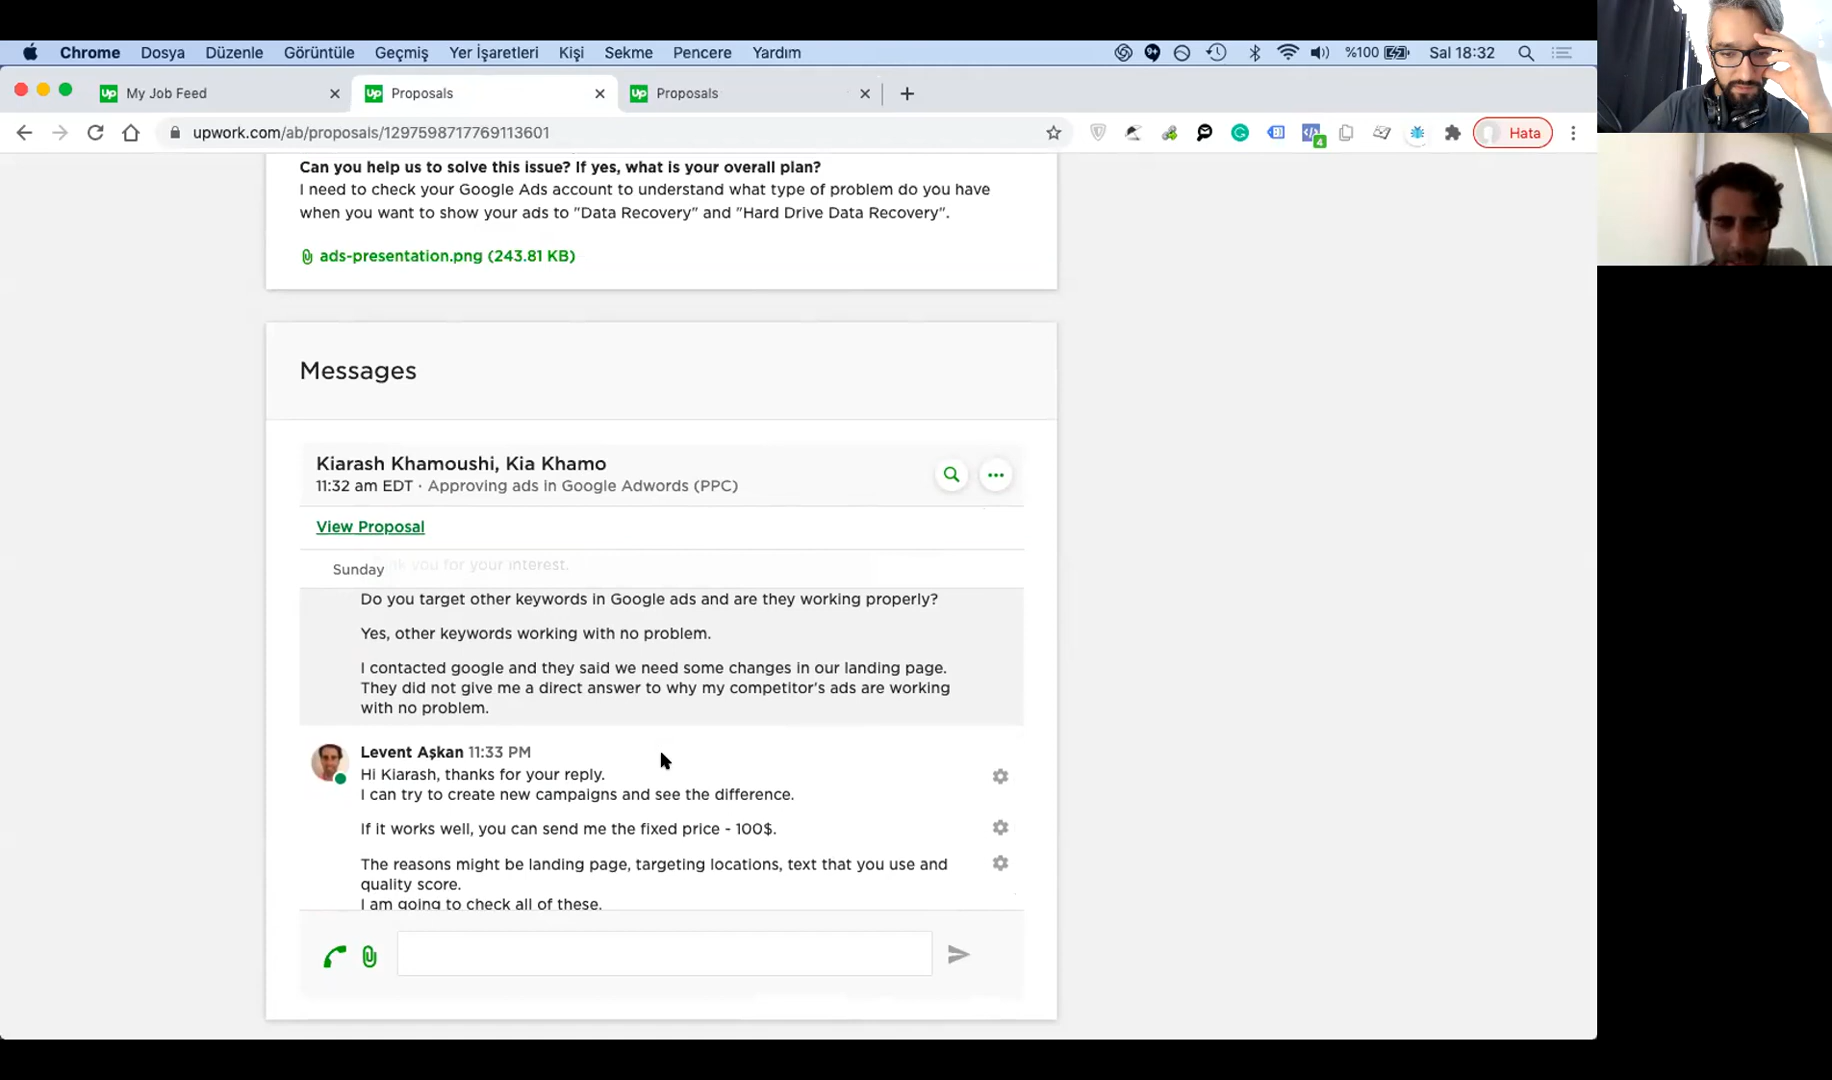 Chrome Dosya Düzenle Görüntüle Geçmiş Yer İşaretleri Kişi Sekme Pencere Yardım %100 Sal 18:32
Up My Job Feed Up Proposals Up Proposals
upwork.com/ab/proposals/1297598717769113601 4 Hata
Can you help us to solve this issue? If yes, what is your overall plan?
I need to check your Google Ads account to understand what type of problem do you have
when you want to show your ads to "Data Recovery" and "Hard Drive Data Recovery".
ads-presentation.png (243.81 KB)
Messages
Kiarash Khamoushi, Kia Khamo
11:32 am EDT · Approving ads in Google Adwords (PPC)
View Proposal
Sunday
you for your interest.
Do you target other keywords in Google ads and are they working properly?
Yes, other keywords working with no problem.
I contacted google and they said we need some changes in our landing page.
They did not give me a direct answer to why my competitor's ads are working
with no problem.
Levent Aşkan 11:33 PM
Hi Kiarash, thanks for your reply.
I can try to create new campaigns and see the difference.
If it works well, you can send me the fixed price - 100$.
The reasons might be landing page, targeting locations, text that you use and
quality score.
I am going to check all of these.